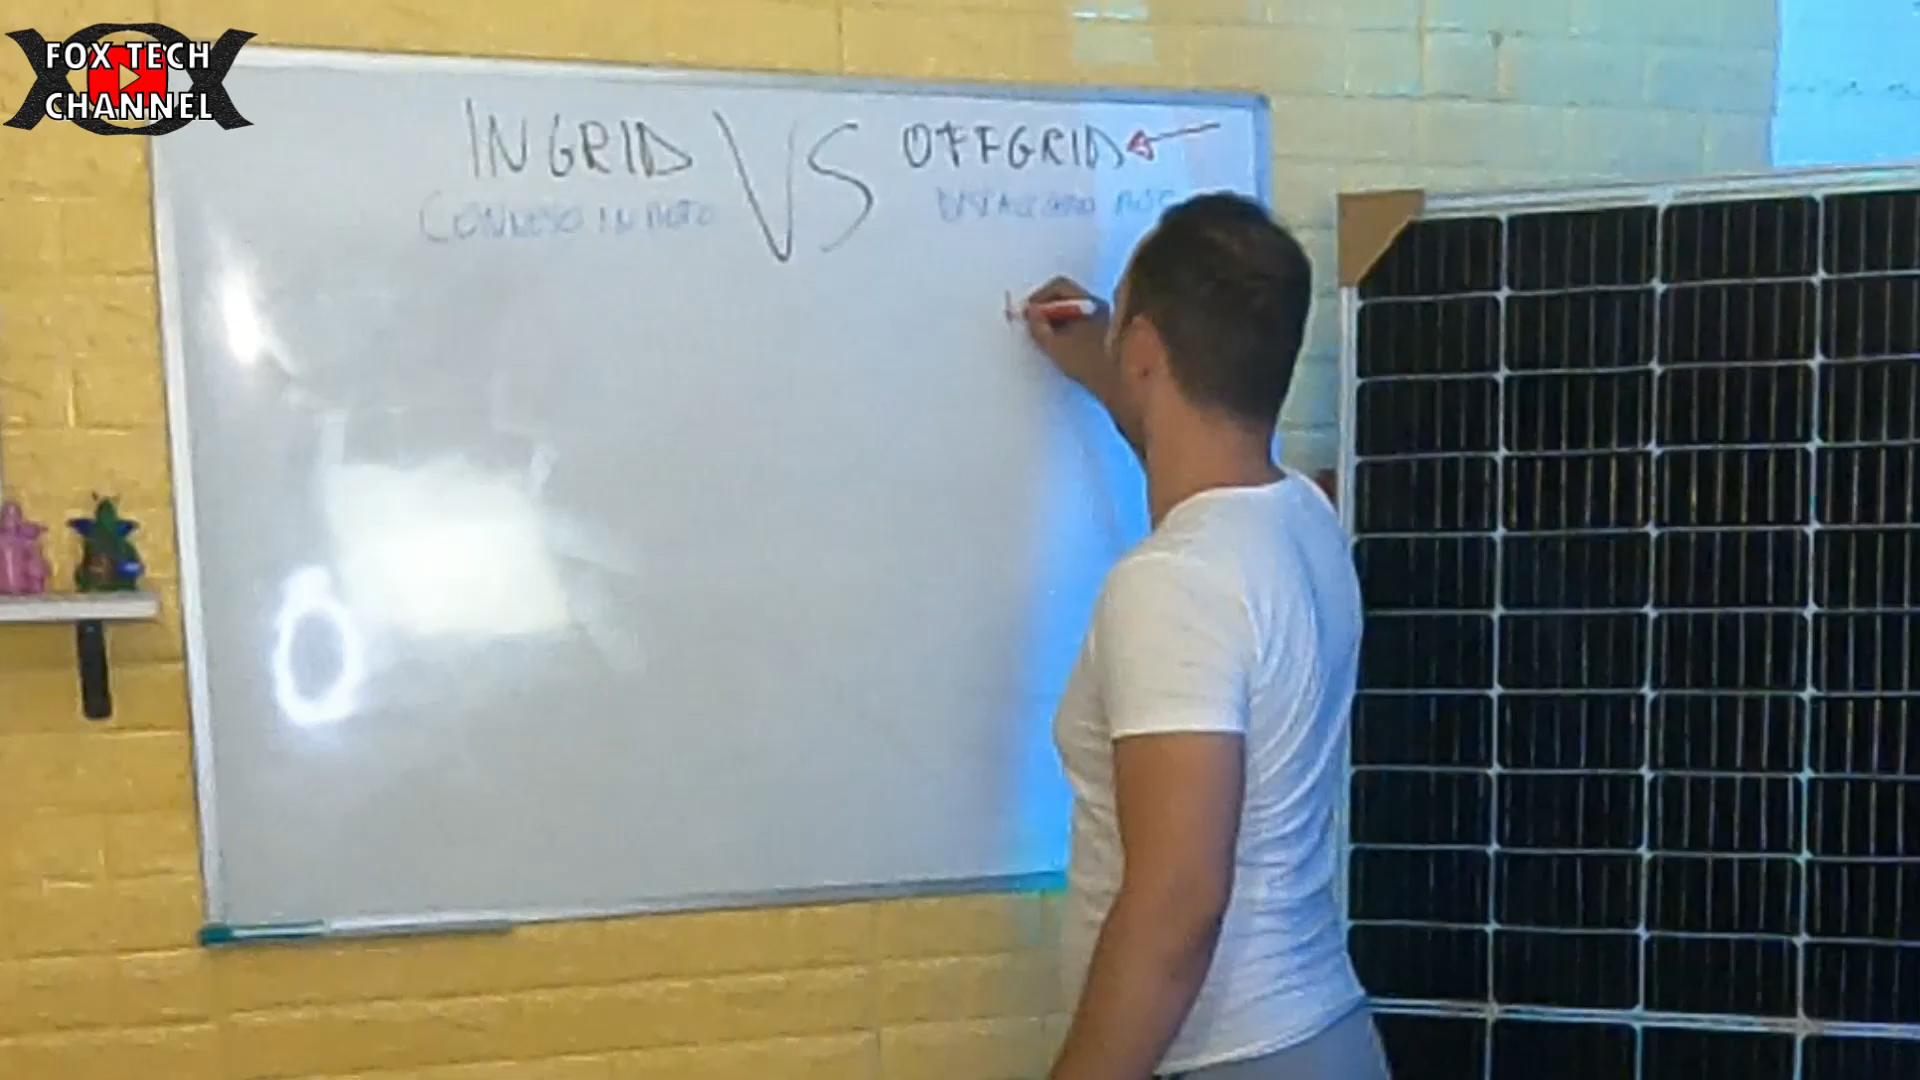 FOX TECH
CHANNEL
INGRID VS OFFGRID
CONNESSO IN RETE